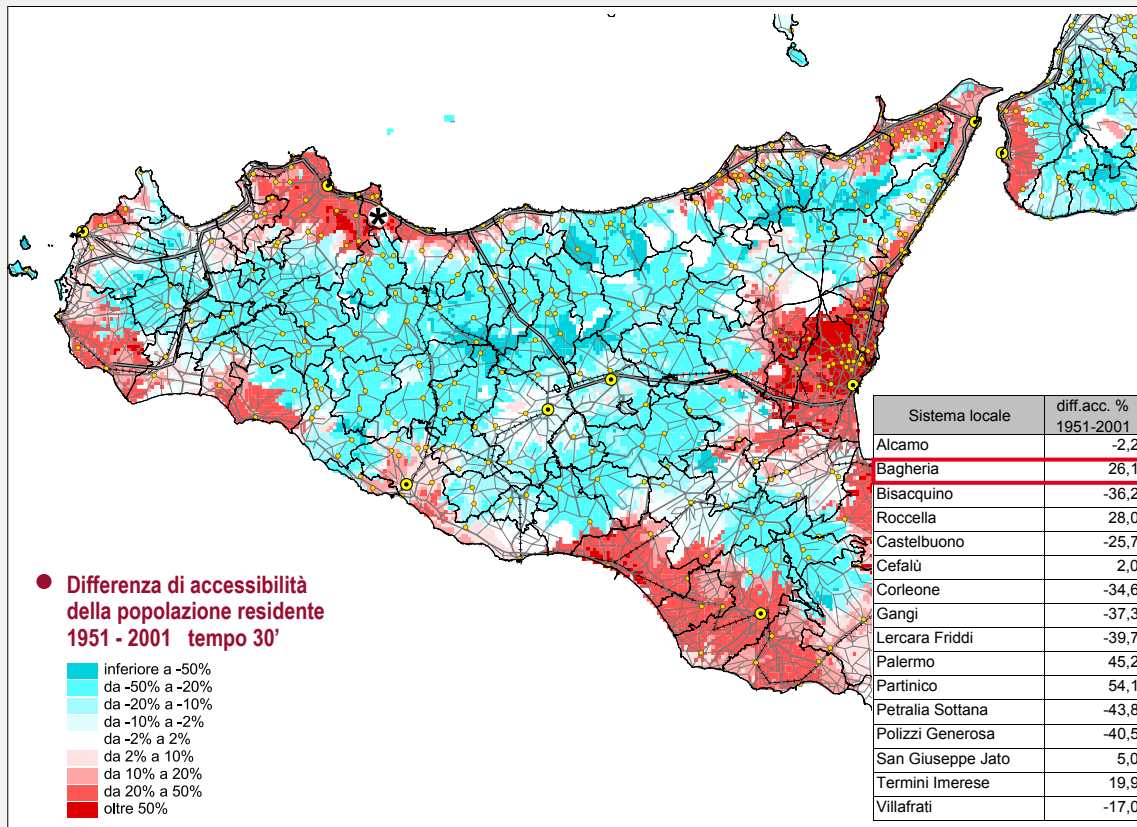 Differenza di accessibilità
della popolazione residente
1951 - 2001 tempo 30'
inferiore a -50%
da -50% a -20%
da -20% a -10%
da -10% a -2%
da -2% a 2%
da 2% a 10%
da 10% a 20%
da 20% a 50%
oltre 50%
Sistema locale diff.acc. % 1951-2001
Alcamo -2,2
Bagheria 26,1
Bisacquino -36,2
Roccella 28,0
Castelbuono -25,7
Cefalù 2,0
Corleone -34,6
Gangi -37,3
Lercara Friddi -39,7
Palermo 45,2
Partinico 54,1
Petralia Sottana -43,8
Polizzi Generosa -40,5
San Giuseppe Jato 5,0
Termini Imerese 19,9
Villafrati -17,0